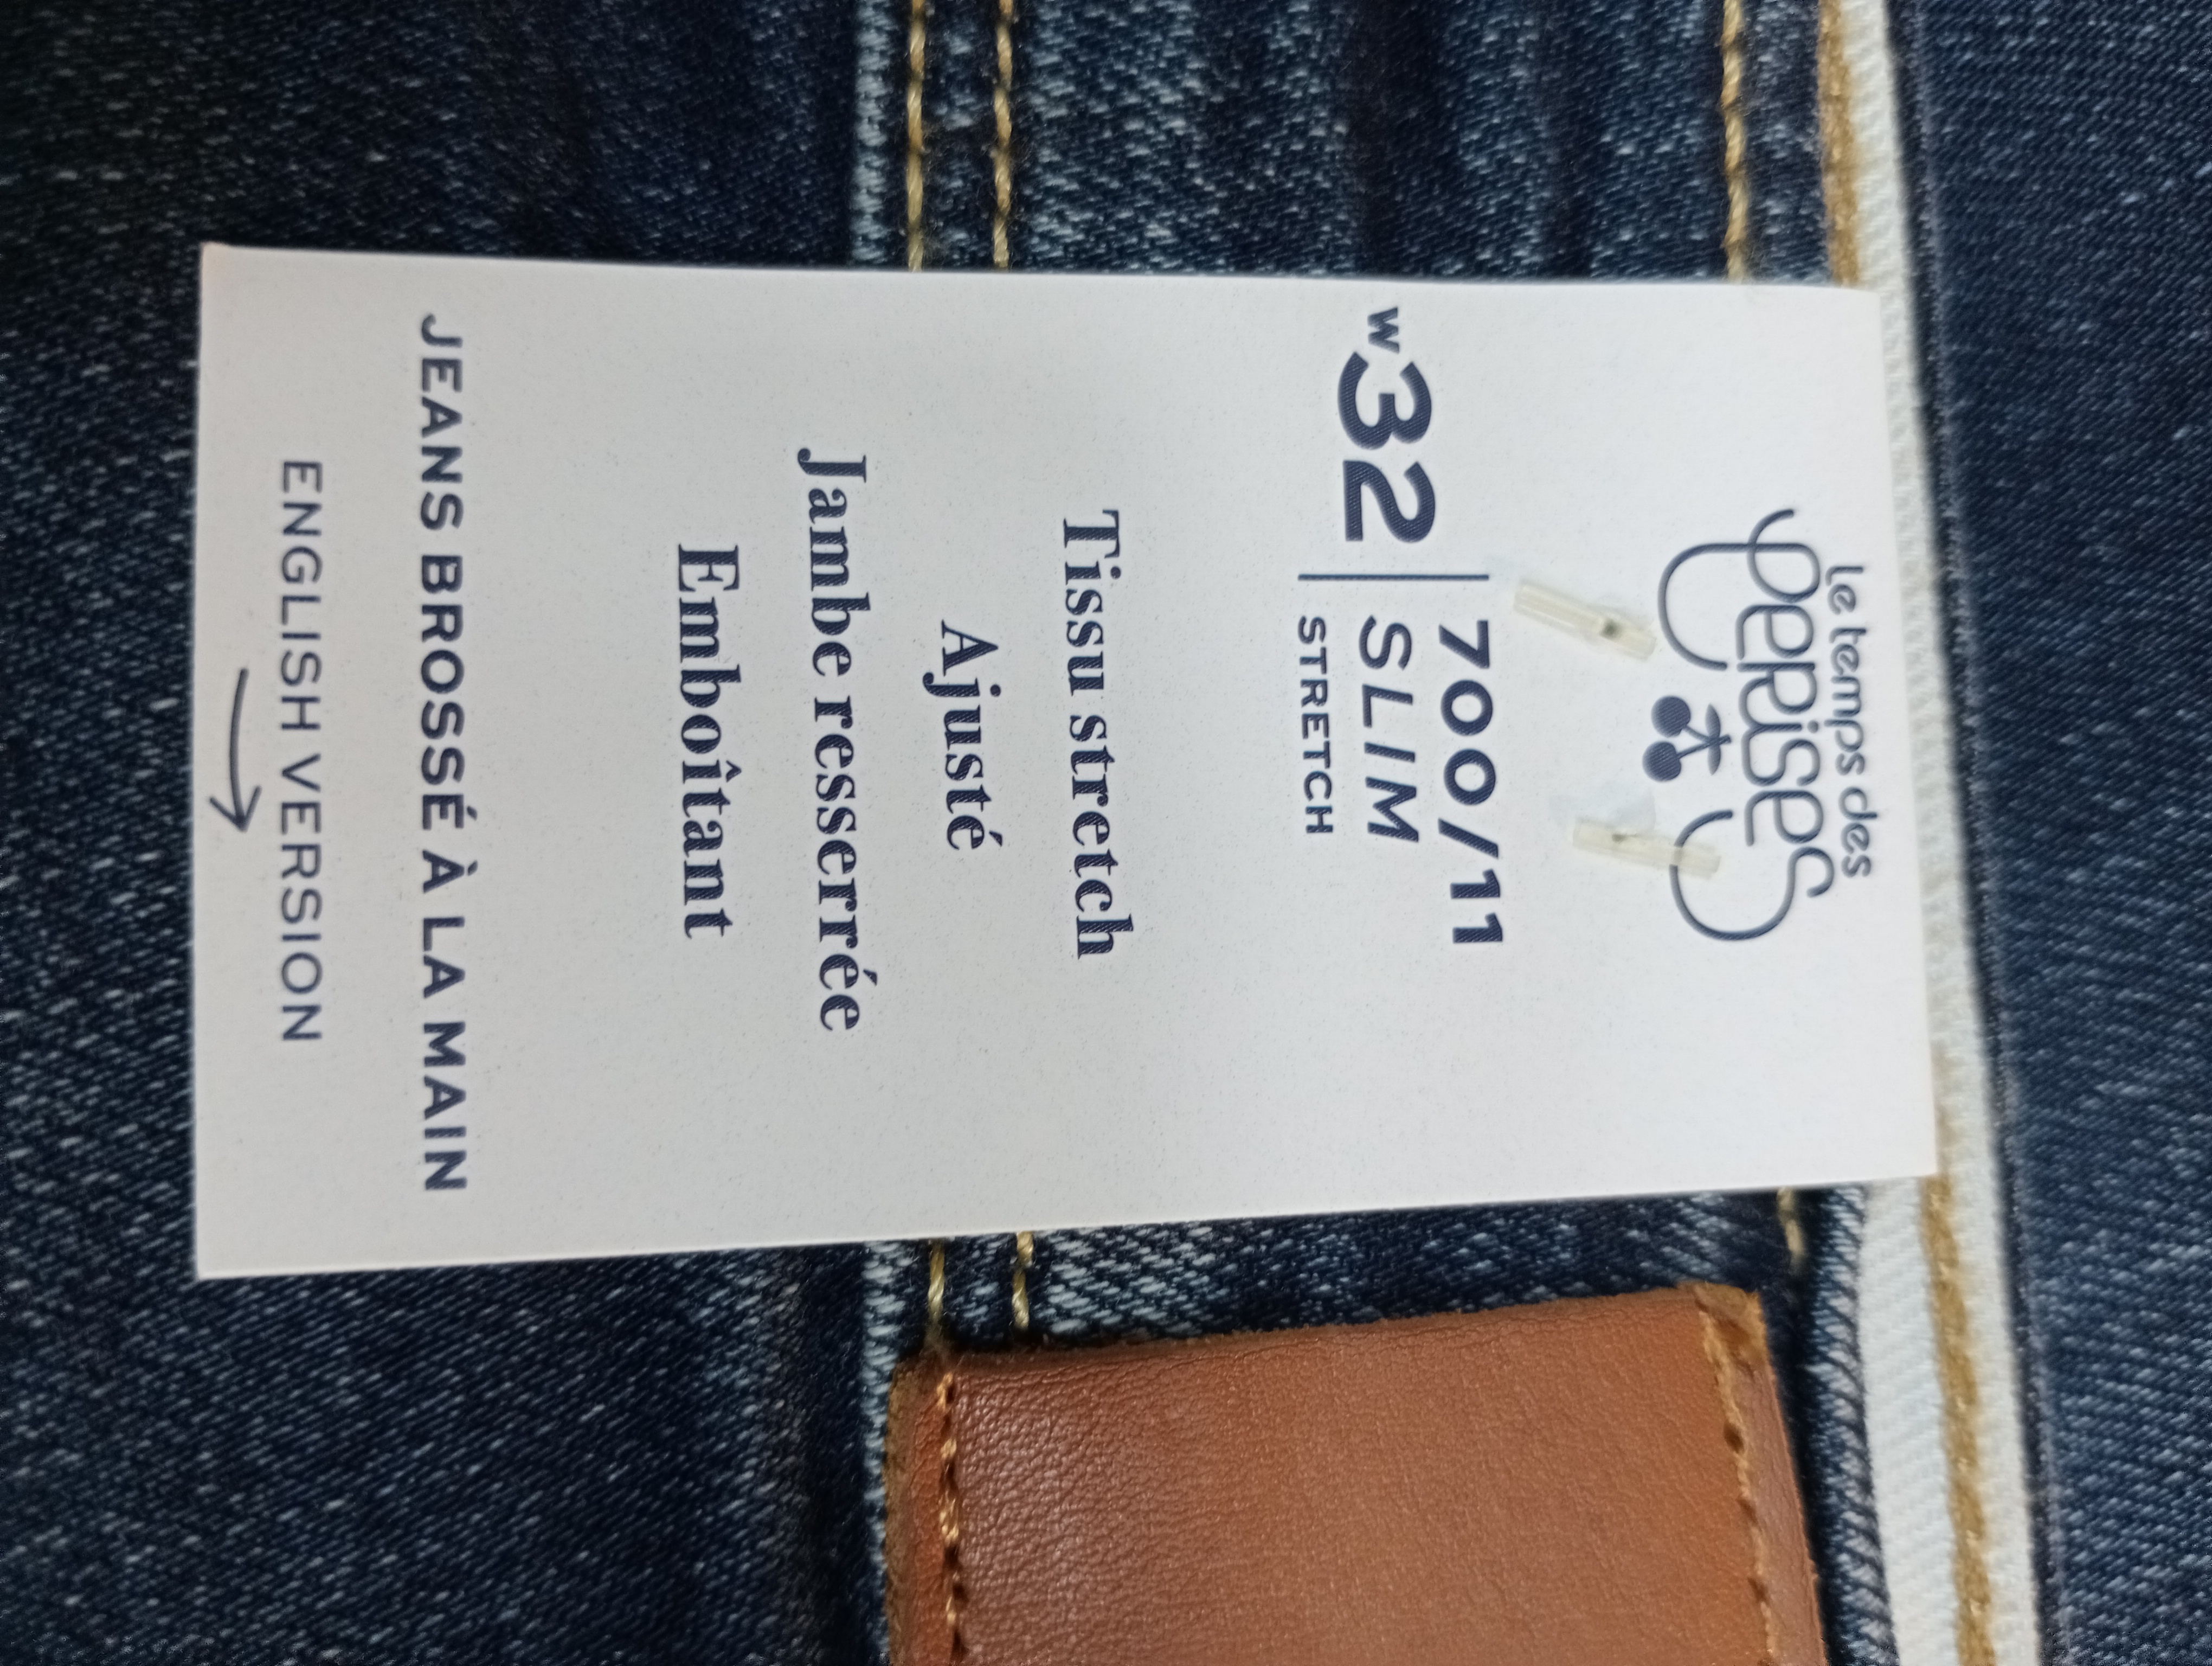 le temps des
cerises
W32 | 700/11
SLIM
STRETCH
Tissu stretch
Ajusté
Jambe resserrée
Emboîtant
JEANS BROSSÉ À LA MAIN
ENGLISH VERSION